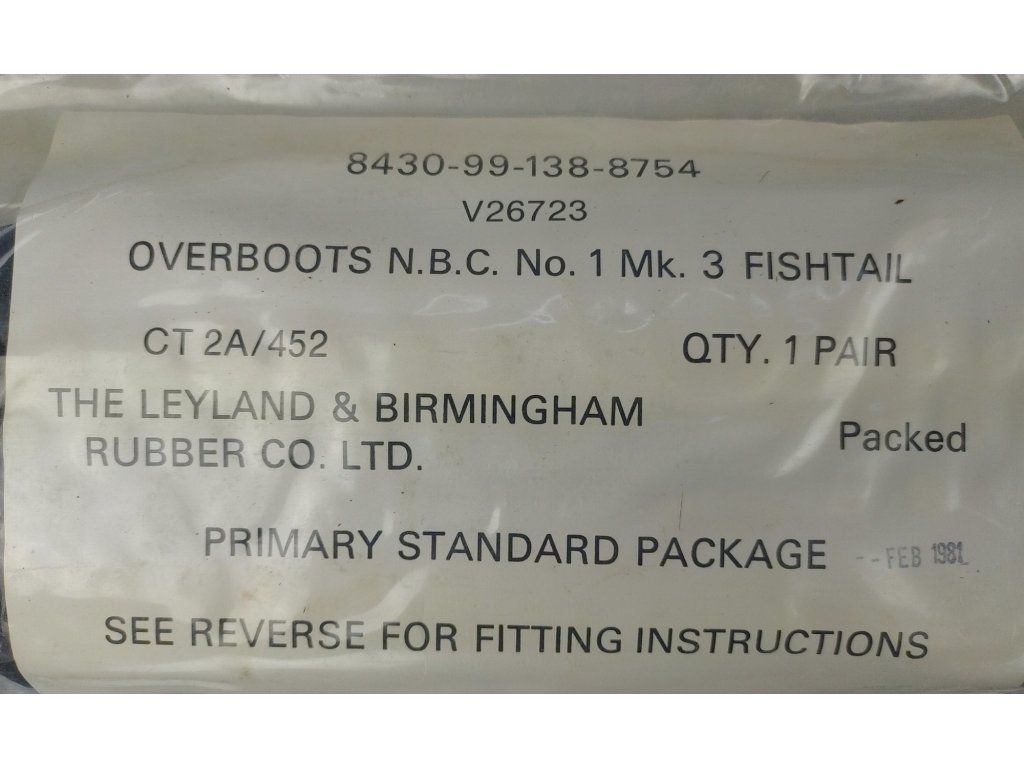 8430-99-138-8754
V26723
OVERBOOTS N.B.C. No. 1 Mk. 3 FISHTAIL
CT 2A/452 QTY. 1 PAIR
THE LEYLAND & BIRMINGHAM
RUBBER CO. LTD.
Packed
PRIMARY STANDARD PACKAGE -- FEB 1981
SEE REVERSE FOR FITTING INSTRUCTIONS